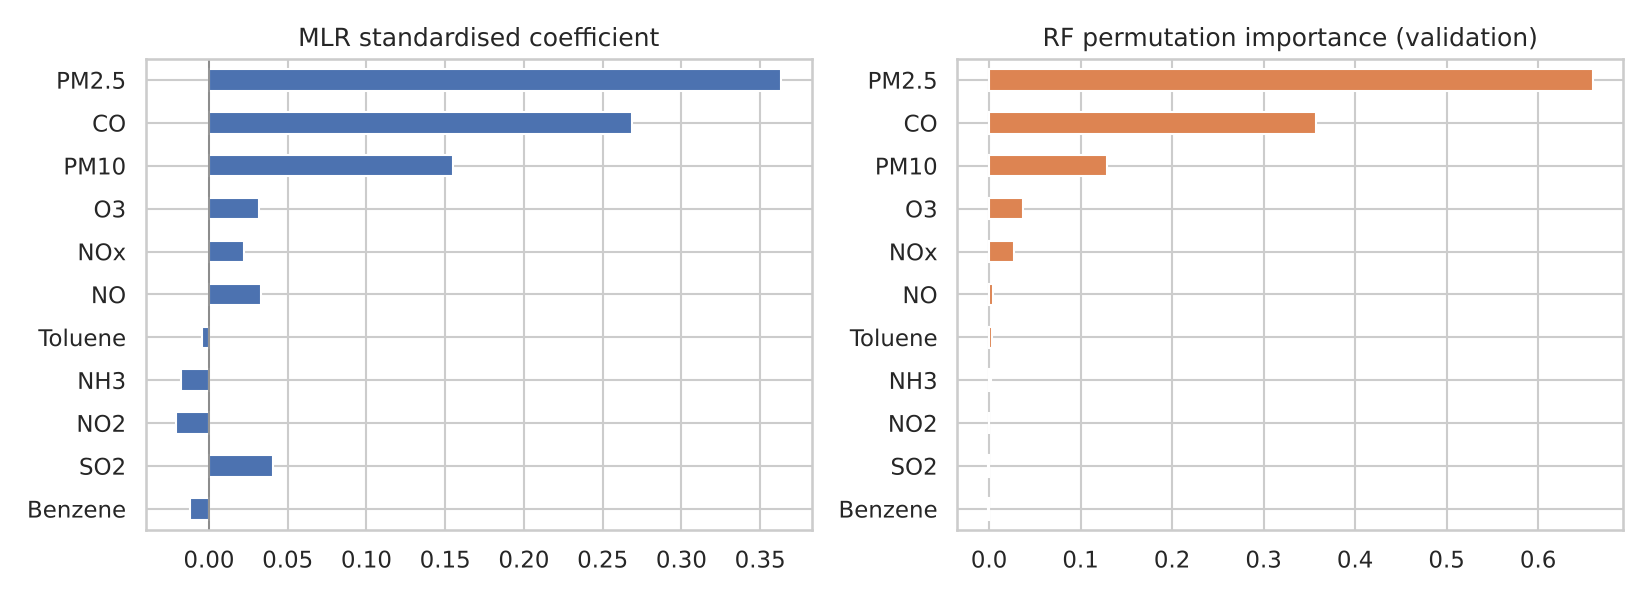 MLR standardised coefficient
PM2.5
CO
PM10
O3
NOx
NO
Toluene
NH3
NO2
SO2
Benzene
0.00 0.05 0.10 0.15 0.20 0.25 0.30 0.35
RF permutation importance (validation)
PM2.5
CO
PM10
O3
NOx
NO
Toluene
NH3
NO2
SO2
Benzene
0.0 0.1 0.2 0.3 0.4 0.5 0.6